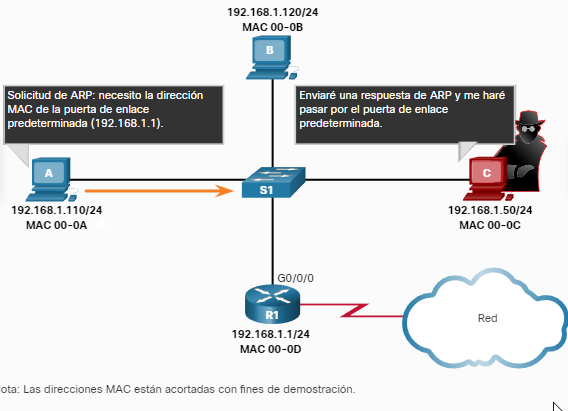 192.168.1.120/24
MAC 00-0B
B
Solicitud de ARP: necesito la dirección
MAC de la puerta de enlace
predeterminada (192.168.1.1).
Enviaré una respuesta de ARP y me haré
pasar por el puerta de enlace
predeterminada.
A
S1
C
192.168.1.110/24
MAC 00-0A
192.168.1.50/24
MAC 00-0C
G0/0/0
R1
Red
192.168.1.1/24
MAC 00-0D
ota: Las direcciones MAC están acortadas con fines de demostración.